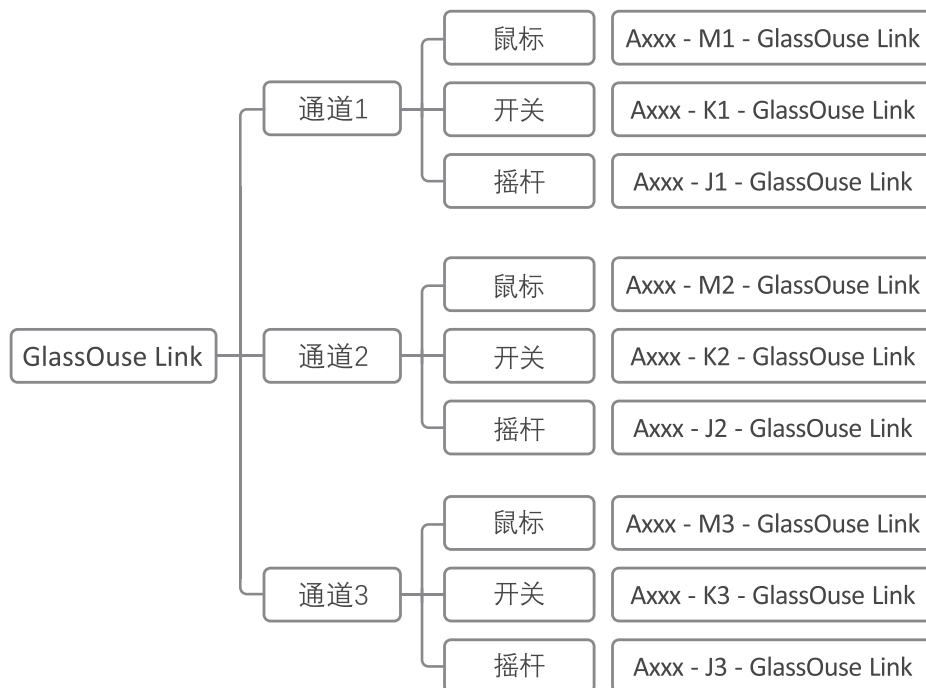 GlassOuse Link
通道1
鼠标
Axxx - M1 - GlassOuse Link
开关
Axxx - K1 - GlassOuse Link
摇杆
Axxx - J1 - GlassOuse Link
通道2
鼠标
Axxx - M2 - GlassOuse Link
开关
Axxx - K2 - GlassOuse Link
摇杆
Axxx - J2 - GlassOuse Link
通道3
鼠标
Axxx - M3 - GlassOuse Link
开关
Axxx - K3 - GlassOuse Link
摇杆
Axxx - J3 - GlassOuse Link